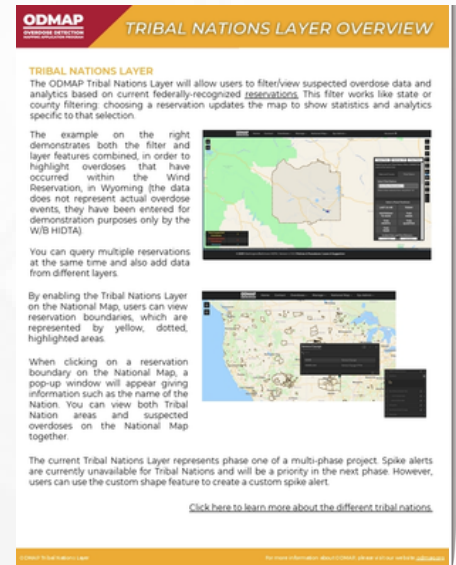 ODMAP
OVERDOSE DETECTION
MAPPING APPLICATION PROGRAM
TRIBAL NATIONS LAYER OVERVIEW
TRIBAL NATIONS LAYER
The ODMAP Tribal Nations Layer will allow users to filter/view suspected overdose data and
analytics based on current federally-recognized reservations. This filter works like state or
county filtering: choosing a reservation updates the map to show statistics and analytics
specific to that selection.
The example on the right
demonstrates both the filter and
layer features combined, in order to
highlight overdoses that have
occurred within the Wind
Reservation, in Wyoming (the data
does not represent actual overdose
events, they have been entered for
demonstration purposes only by the
W/B HIDTA).
You can query multiple reservations
at the same time and also add data
from different layers.
By enabling the Tribal Nations Layer
on the National Map, users can view
reservation boundaries, which are
represented by yellow, dotted,
highlighted areas.
When clicking on a reservation
boundary on the National Map, a
pop-up window will appear giving
information such as the name of the
Nation. You can view both Tribal
Nation areas and suspected
overdoses on the National Map
together.
The current Tribal Nations Layer represents phase one of a multi-phase project. Spike alerts
are currently unavailable for Tribal Nations and will be a priority in the next phase. However,
users can use the custom shape feature to create a custom spike alert.
Click here to learn more about the different tribal nations.
ODMAP Tribal Nations Layer
For more information about ODMAP, please visit our website odmap.org